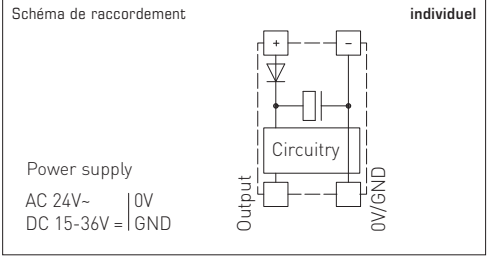 Schéma de raccordement
individuel
+
–
Circuitry
Power supply
AC 24V~ | 0V
DC 15-36V = | GND
Output
0V/GND